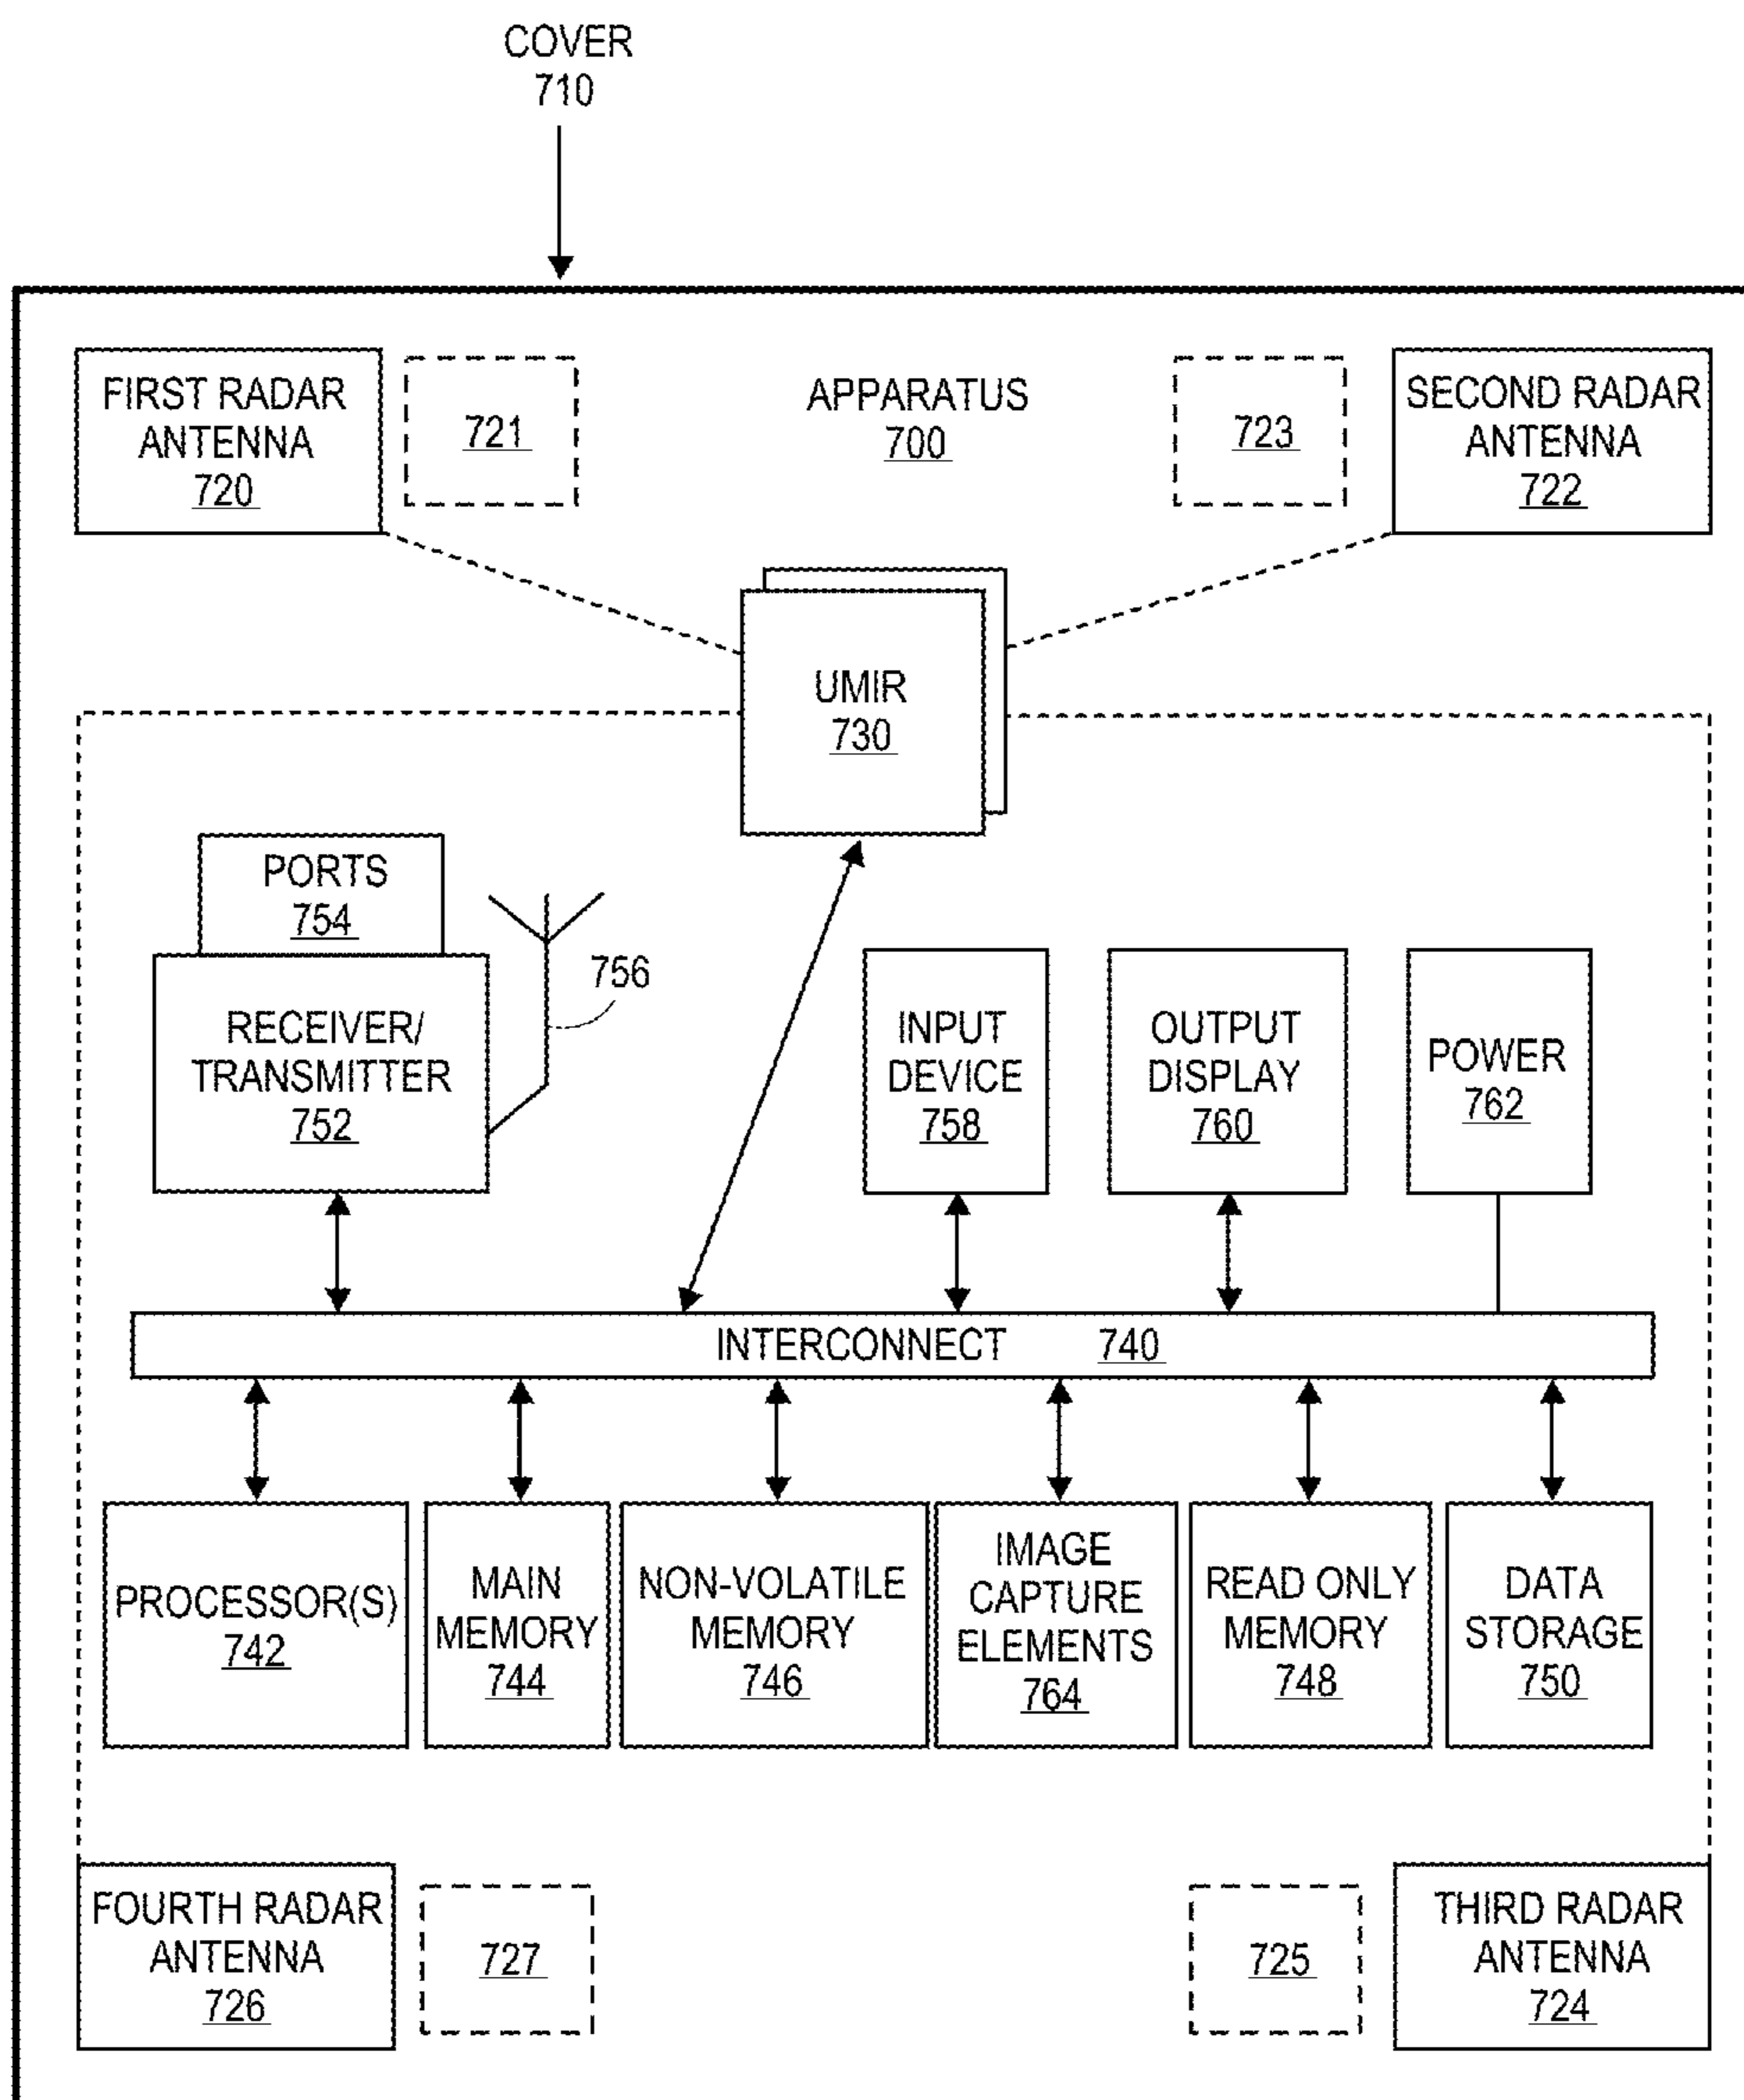 COVER
710
FIRST RADAR
ANTENNA
720
721
APPARATUS
700
723
SECOND RADAR
ANTENNA
722
UMIR
730
PORTS
754
756
RECEIVER/
TRANSMITTER
752
INPUT
DEVICE
758
OUTPUT
DISPLAY
760
POWER
762
INTERCONNECT 740
PROCESSOR(S)
742
MAIN
MEMORY
744
NON-VOLATILE
MEMORY
746
IMAGE
CAPTURE
ELEMENTS
764
READ ONLY
MEMORY
748
DATA
STORAGE
750
FOURTH RADAR
ANTENNA
726
727
725
THIRD RADAR
ANTENNA
724